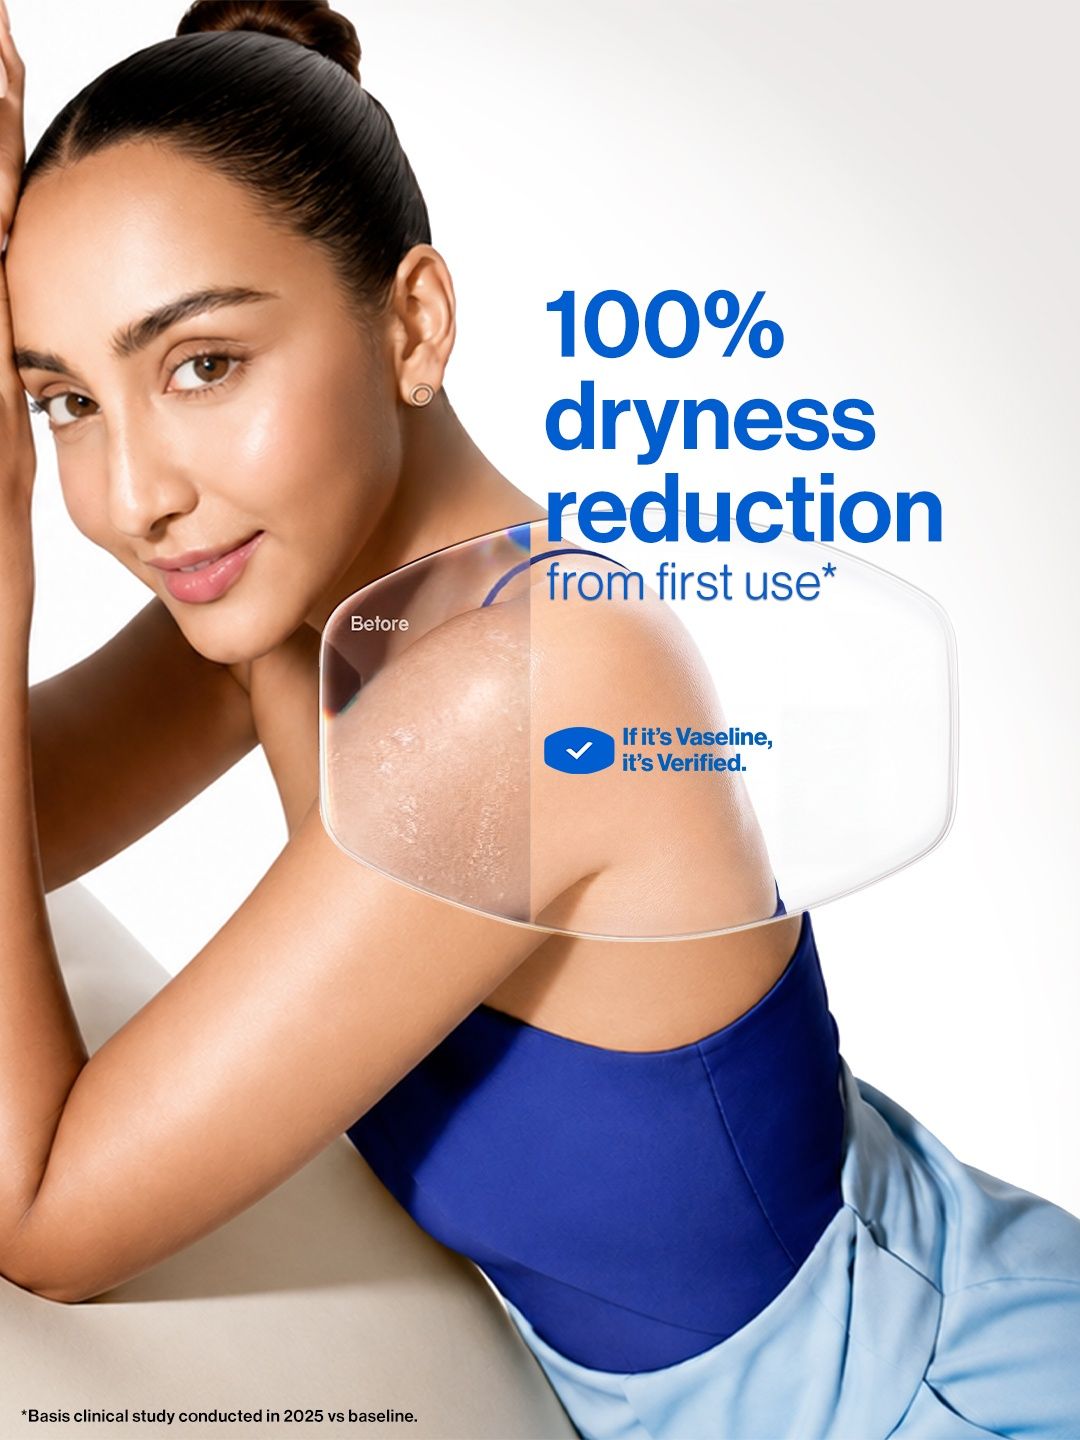 100%
dryness
reduction
from first use*
Before
If it's Vaseline,
it's Verified.
*Basis clinical study conducted in 2025 vs baseline.